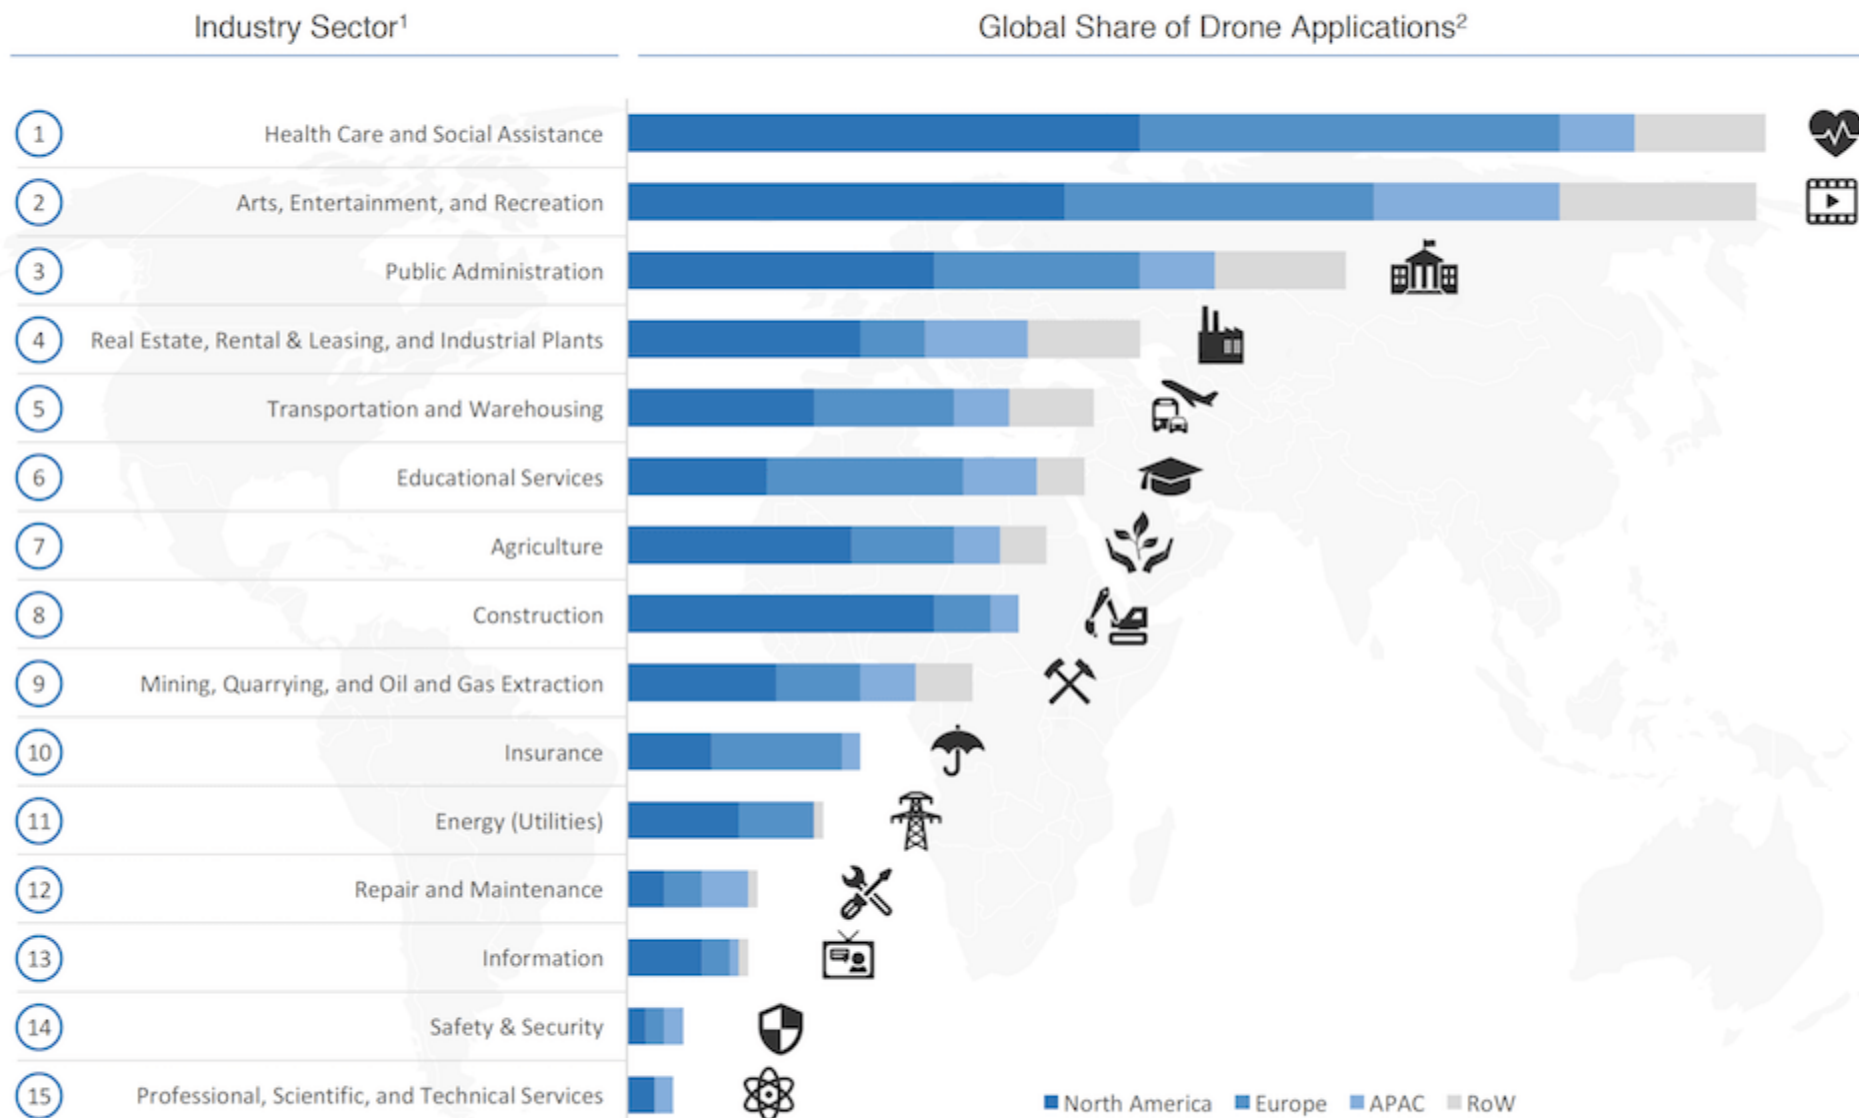 Industry Sector¹
Global Share of Drone Applications²
1 Health Care and Social Assistance
2 Arts, Entertainment, and Recreation
3 Public Administration
4 Real Estate, Rental & Leasing, and Industrial Plants
5 Transportation and Warehousing
6 Educational Services
7 Agriculture
8 Construction
9 Mining, Quarrying, and Oil and Gas Extraction
10 Insurance
11 Energy (Utilities)
12 Repair and Maintenance
13 Information
14 Safety & Security
15 Professional, Scientific, and Technical Services
North America Europe APAC RoW